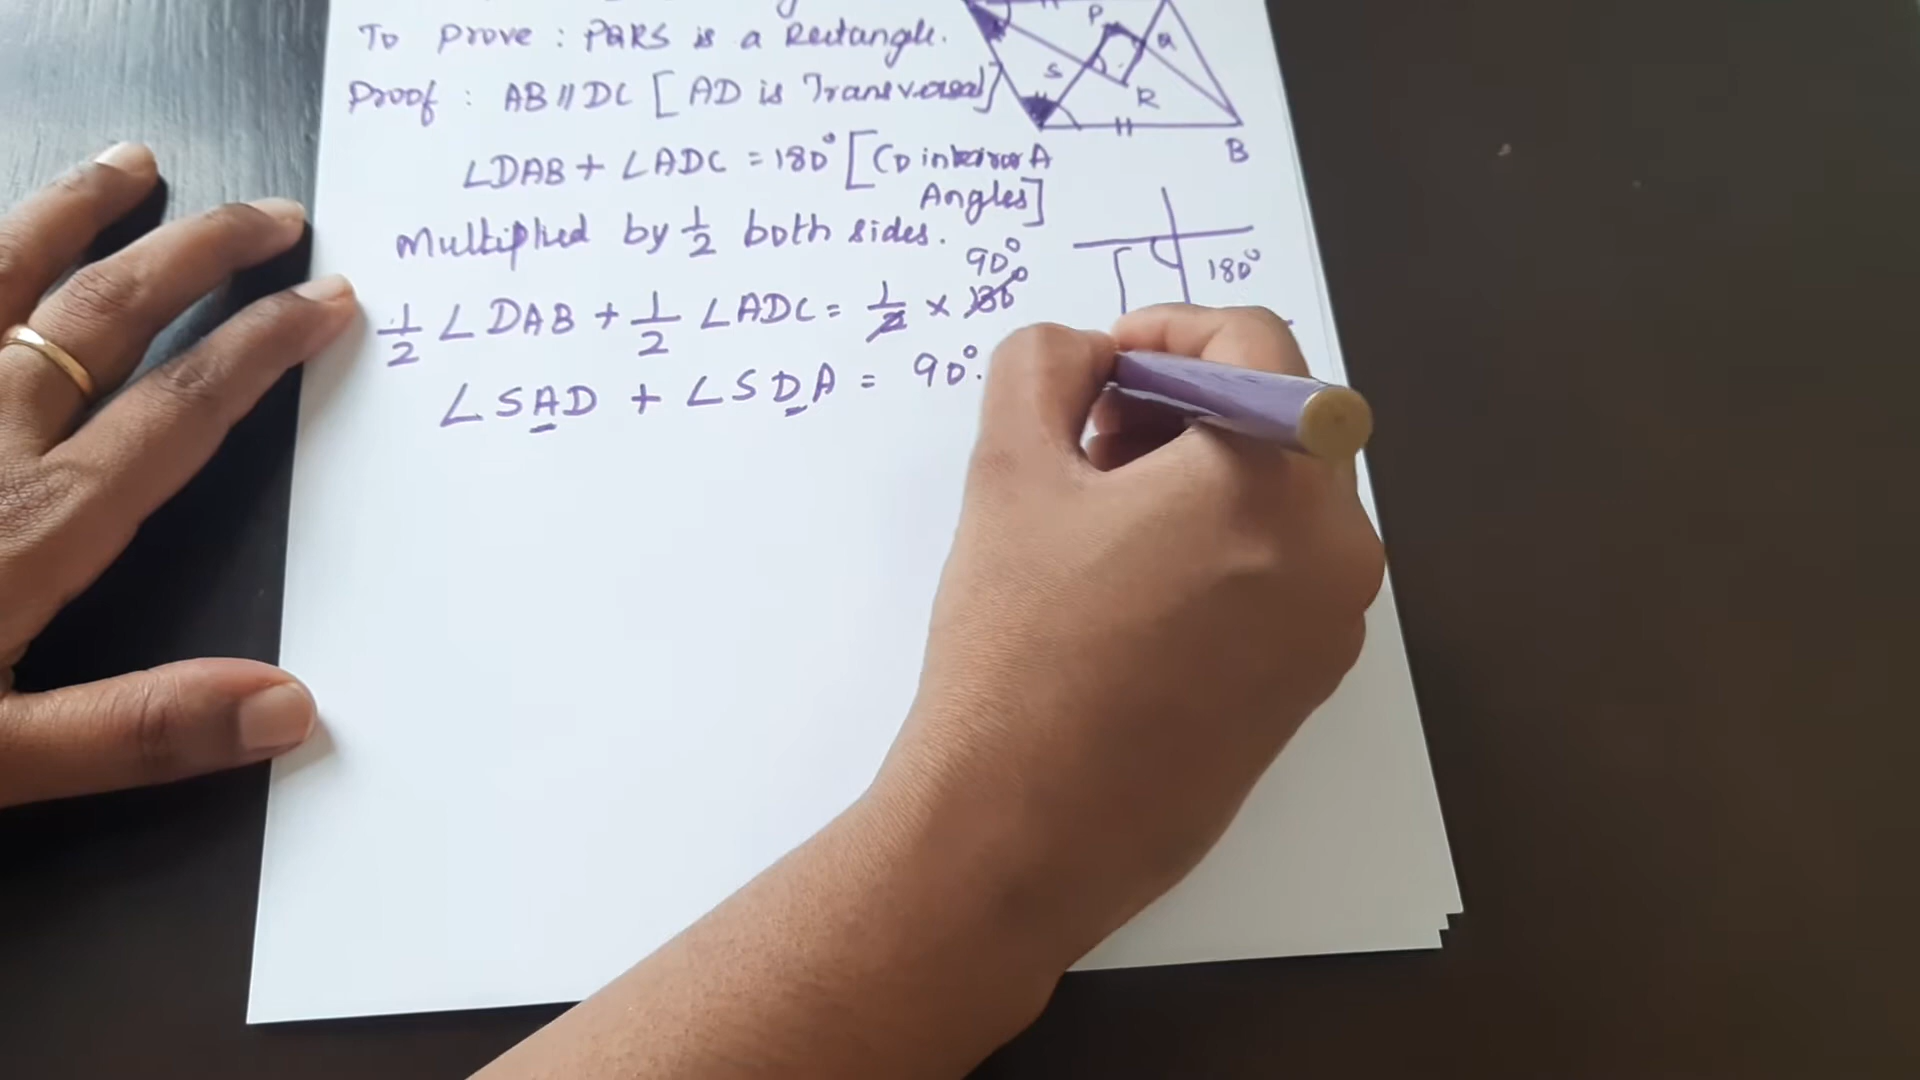 To prove : PQRS is a Rectangle.
Proof : AB // DC [AD is Transversal]
∠DAB + ∠ADC = 180° [Co interior
Angles]
Multiplied by 1/2 both sides.
90°
1/2 ∠DAB + 1/2 ∠ADC = 1/2 × 180°
∠SAD + ∠SDA = 90°.
P
Q
S
R
A
B
180°